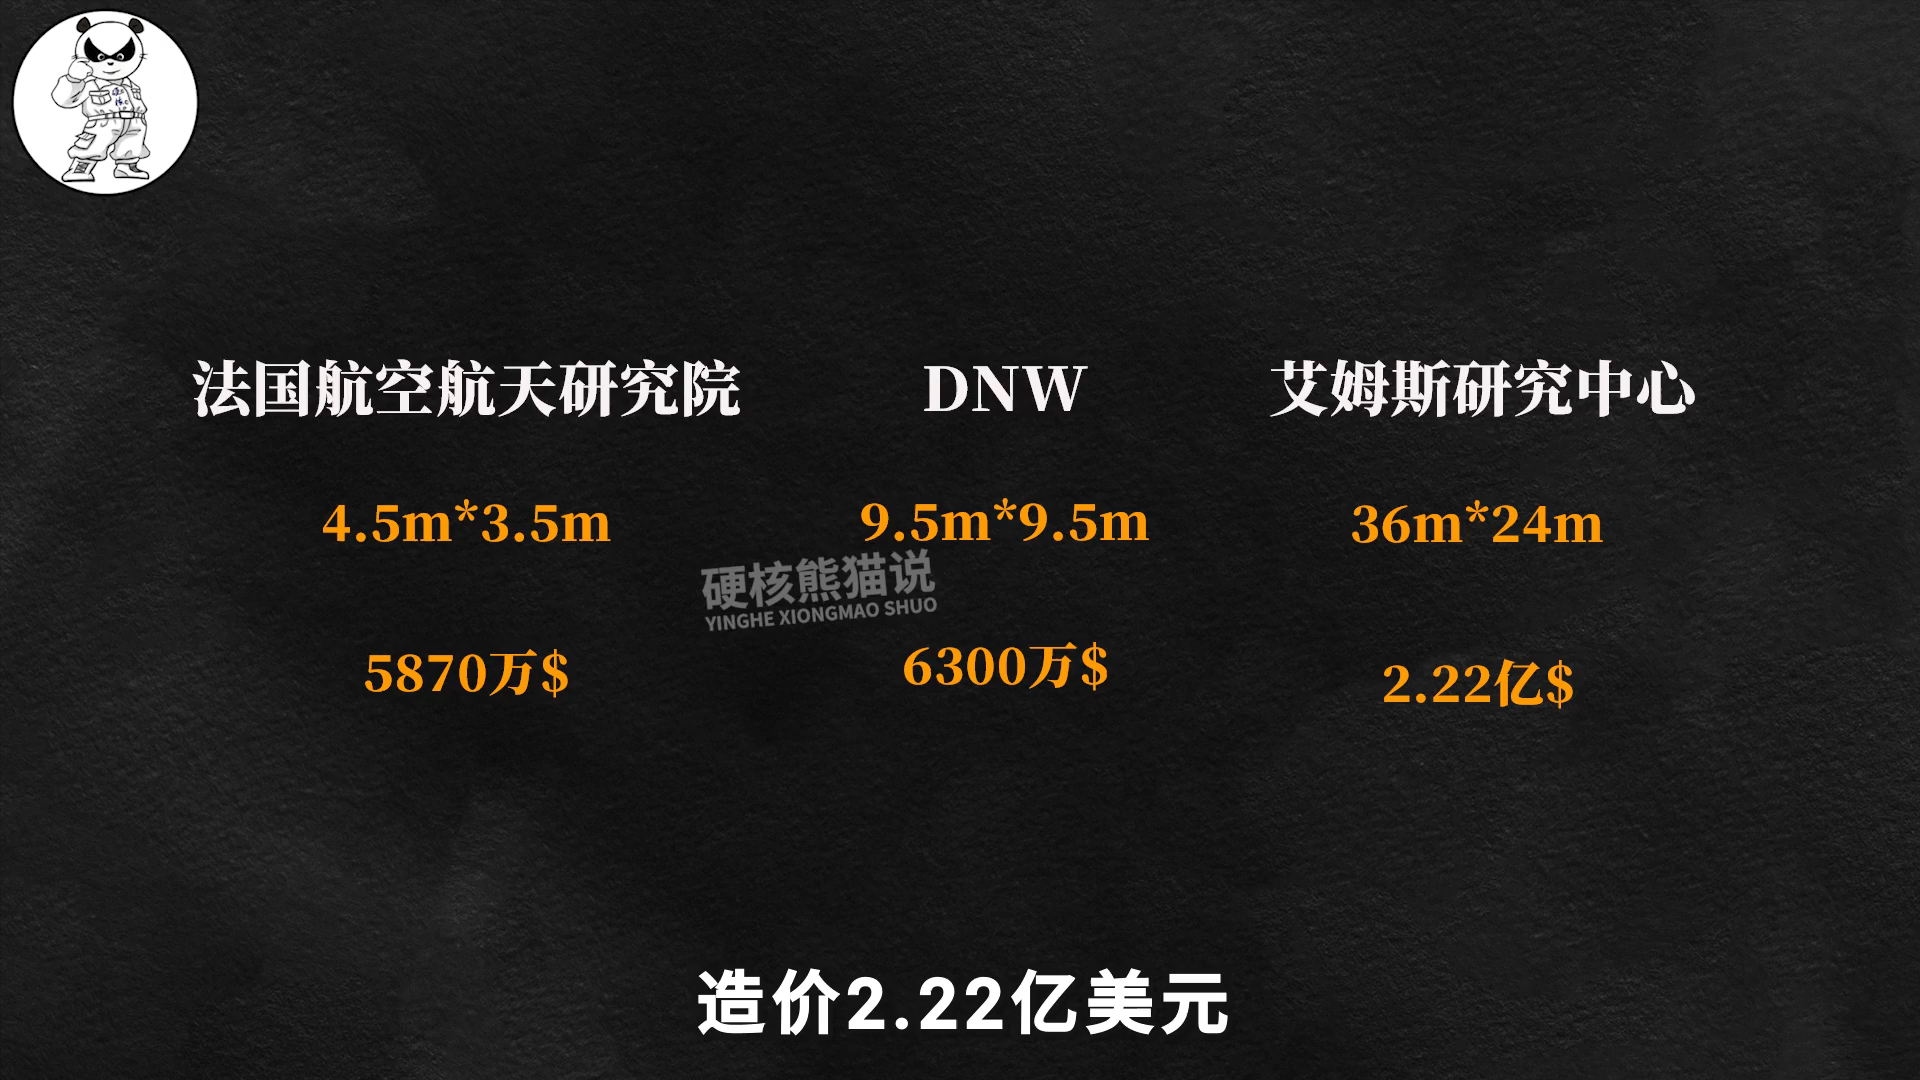 法国航空航天研究院
DNW
艾姆斯研究中心
4.5m*3.5m
9.5m*9.5m
36m*24m
硬核熊猫说
YINGHE XIONGMAO SHUO
5870万$
6300万$
2.22亿$
造价2.22亿美元